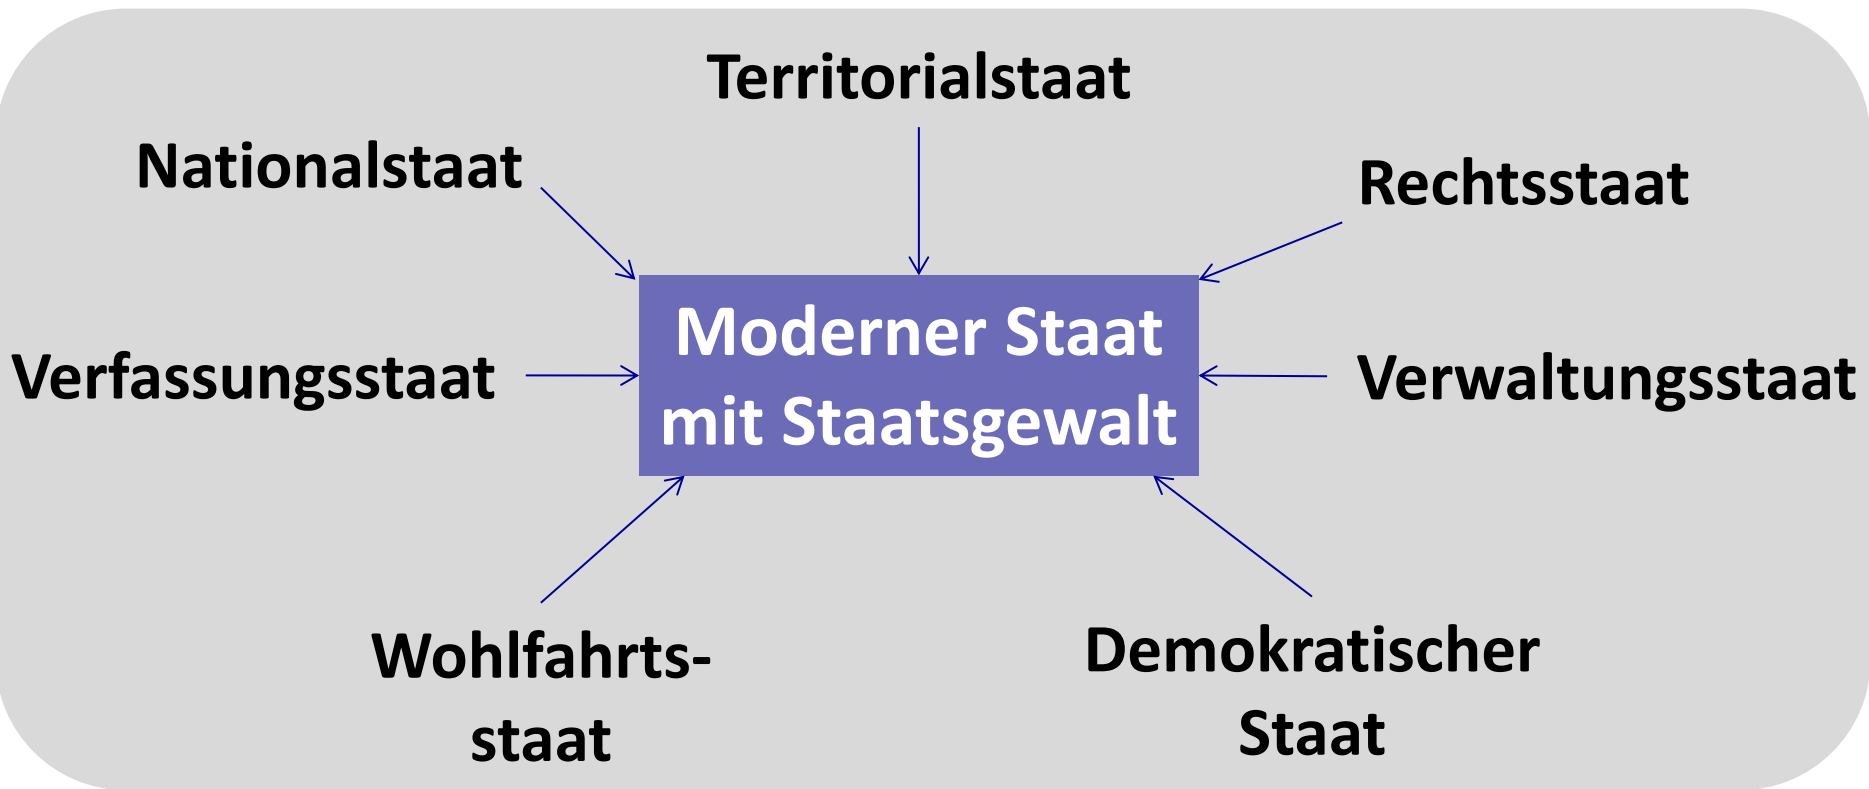 Territorialstaat
Nationalstaat
Rechtsstaat
Moderner Staat
mit Staatsgewalt
Verfassungsstaat
Verwaltungsstaat
Wohlfahrts-
staat
Demokratischer
Staat